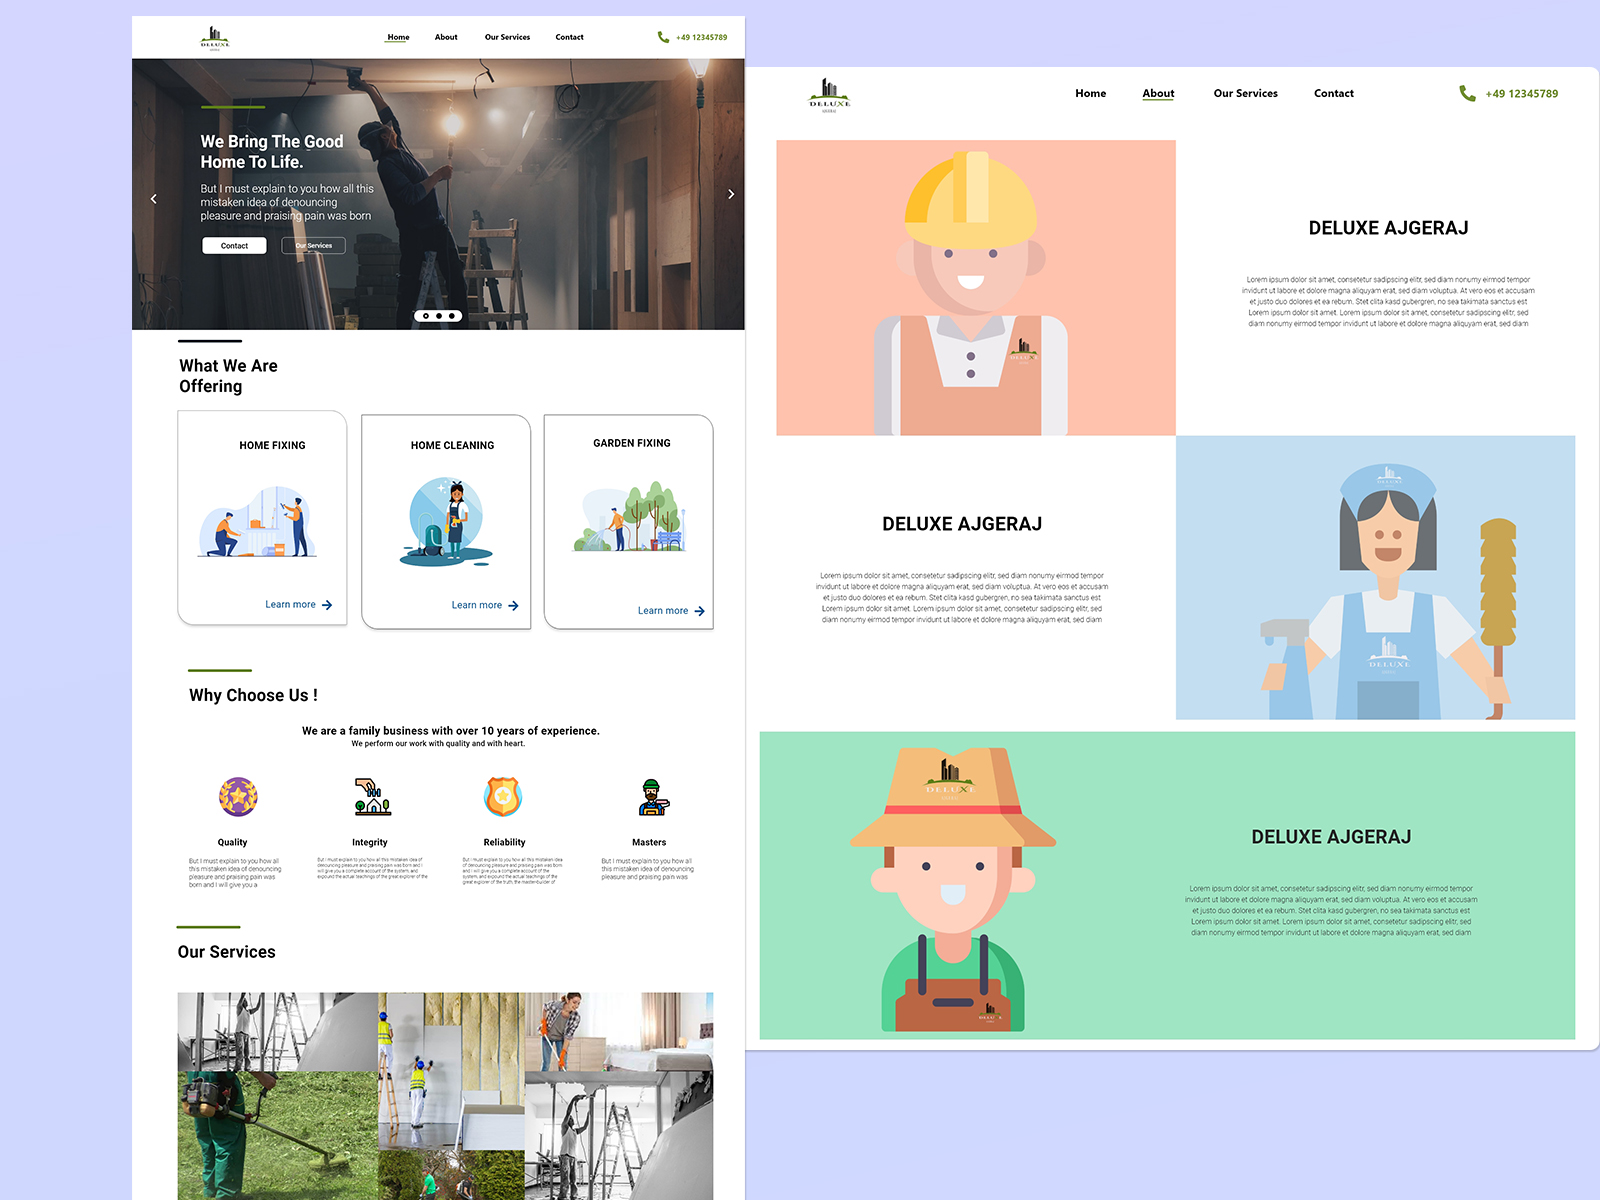 DELUXE
AJGERAJ
Home
About
Our Services
Contact
+49 12345789
We Bring The Good
Home To Life.
But I must explain to you how all this
mistaken idea of denouncing
pleasure and praising pain was born
Contact
Our Services
What We Are
Offering
HOME FIXING
Learn more
HOME CLEANING
Learn more
GARDEN FIXING
Learn more
Why Choose Us !
We are a family business with over 10 years of experience.
We perform our work with quality and with heart.
Quality
But I must explain to you how all
this mistaken idea of denouncing
pleasure and praising pain was
born and I will give you a
Integrity
But I must explain to you how all this mistaken idea of
denouncing pleasure and praising pain was born and I
will give you a complete account of the system, and
expound the actual teachings of the great explorer of the
Reliability
But I must explain to you how all this mistaken idea
of denouncing pleasure and praising pain was born
and I will give you a complete account of the
system, and expound the actual teachings of the
great explorer of the truth, the master-builder of
Masters
But I must explain to you how all
this mistaken idea of denouncing
pleasure and praising pain was
Our Services
DELUXE
AJGERAJ
Home
About
Our Services
Contact
+49 12345789
DELUXE
DELUXE AJGERAJ
Lorem ipsum dolor sit amet, consetetur sadipscing elitr, sed diam nonumy eirmod tempor
invidunt ut labore et dolore magna aliquyam erat, sed diam voluptua. At vero eos et accusam
et justo duo dolores et ea rebum. Stet clita kasd gubergren, no sea takimata sanctus est
Lorem ipsum dolor sit amet. Lorem ipsum dolor sit amet, consetetur sadipscing elitr, sed
diam nonumy eirmod tempor invidunt ut labore et dolore magna aliquyam erat, sed diam
DELUXE AJGERAJ
Lorem ipsum dolor sit amet, consetetur sadipscing elitr, sed diam nonumy eirmod tempor
invidunt ut labore et dolore magna aliquyam erat, sed diam voluptua. At vero eos et accusam
et justo duo dolores et ea rebum. Stet clita kasd gubergren, no sea takimata sanctus est
Lorem ipsum dolor sit amet. Lorem ipsum dolor sit amet, consetetur sadipscing elitr, sed
diam nonumy eirmod tempor invidunt ut labore et dolore magna aliquyam erat, sed diam
DELUXE
DELUXE
DELUXE
DELUXE
DELUXE AJGERAJ
Lorem ipsum dolor sit amet, consetetur sadipscing elitr, sed diam nonumy eirmod tempor
invidunt ut labore et dolore magna aliquyam erat, sed diam voluptua. At vero eos et accusam
et justo duo dolores et ea rebum. Stet clita kasd gubergren, no sea takimata sanctus est
Lorem ipsum dolor sit amet. Lorem ipsum dolor sit amet, consetetur sadipscing elitr, sed
diam nonumy eirmod tempor invidunt ut labore et dolore magna aliquyam erat, sed diam